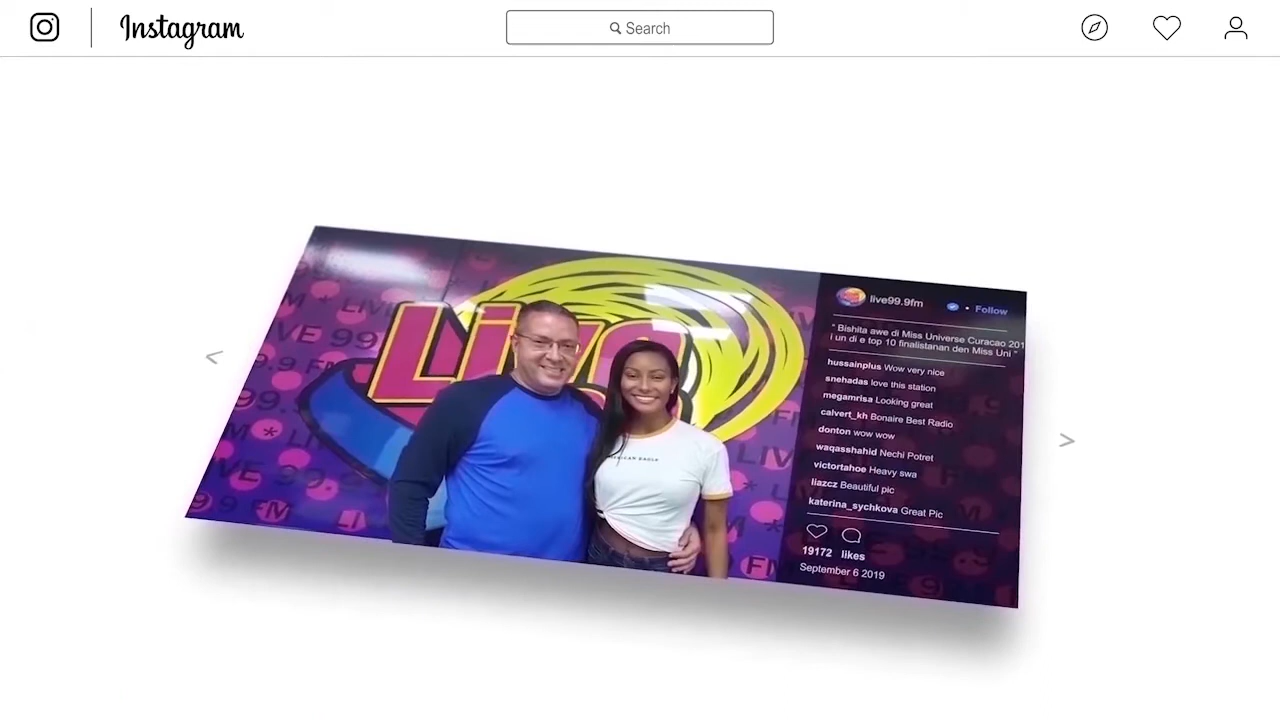 Instagram
Search
Live
live99.9fm • Follow
" Bishita awe di Miss Universe Curacao 201
i un di e top 10 finalistanan den Miss Uni "
hussainplus Wow very nice
snehadas love this station
megamrisa Looking great
calvert_kh Bonaire Best Radio
donton wow wow
waqasshahid Nechi Potret
victortahoe Heavy swa
liazcz Beautiful pic
katerina_sychkova Great Pic
19172 likes
September 6 2019
< >